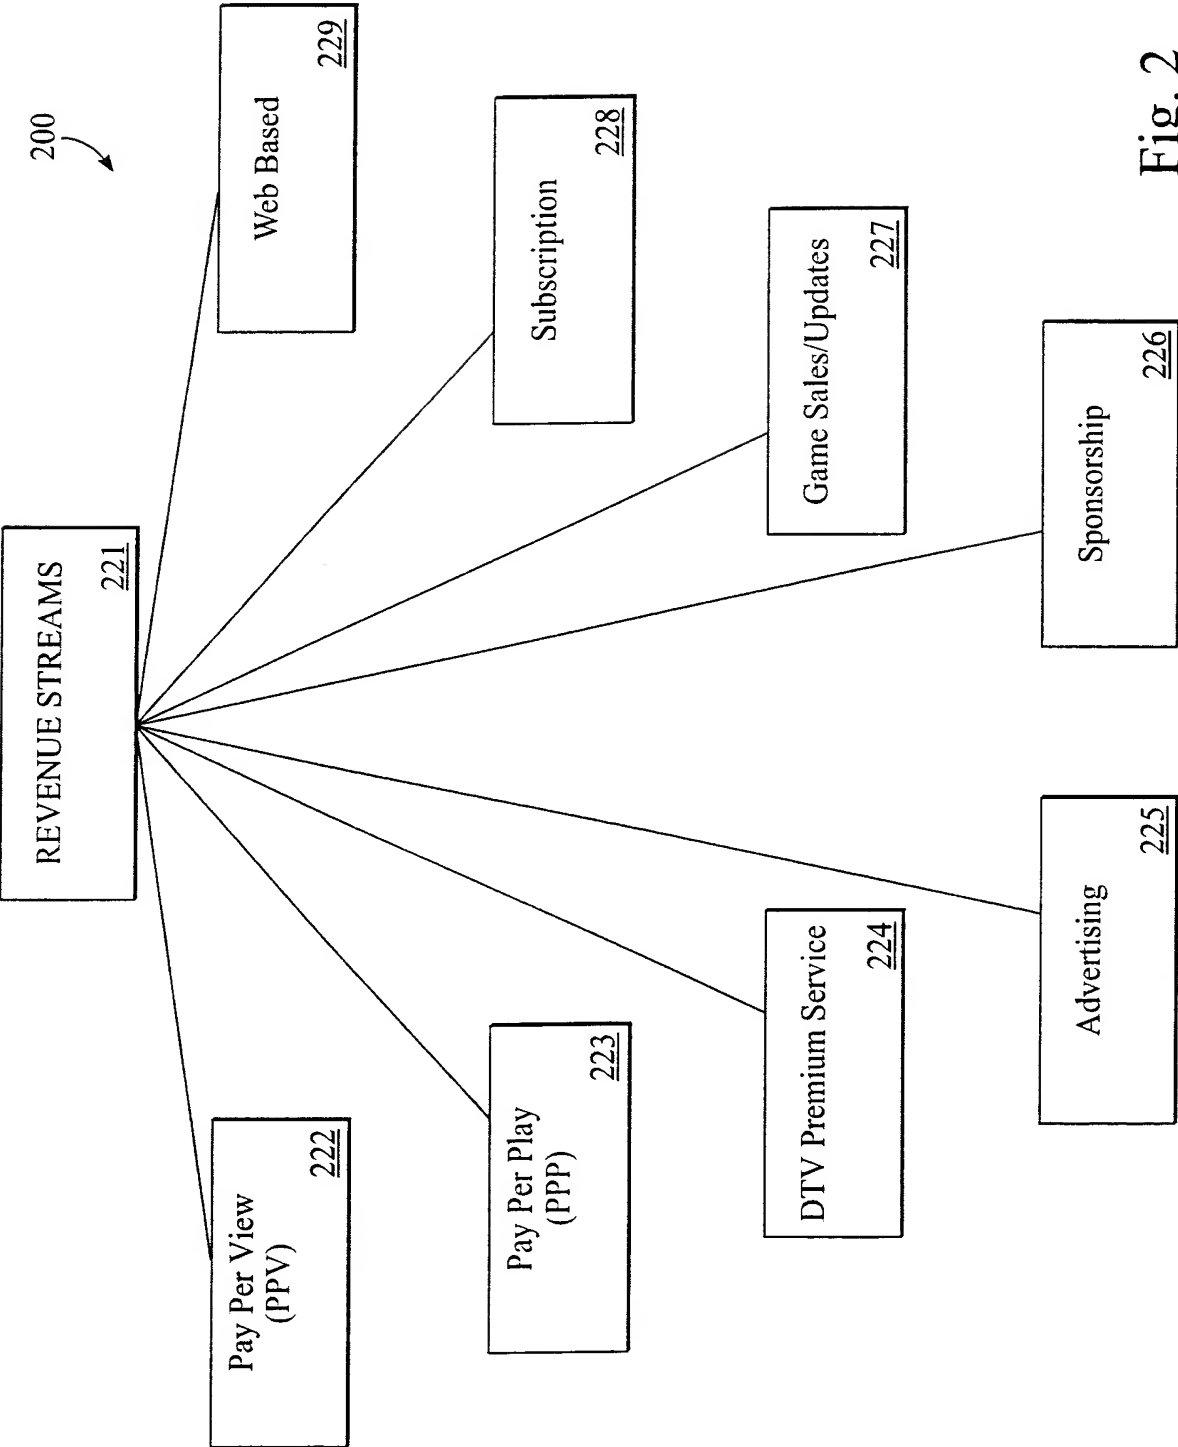 200
REVENUE STREAMS
221
Pay Per View
(PPV)
222
Pay Per Play
(PPP)
223
DTV Premium Service
224
Advertising
225
Sponsorship
226
Game Sales/Updates
227
Subscription
228
Web Based
229
Fig. 2